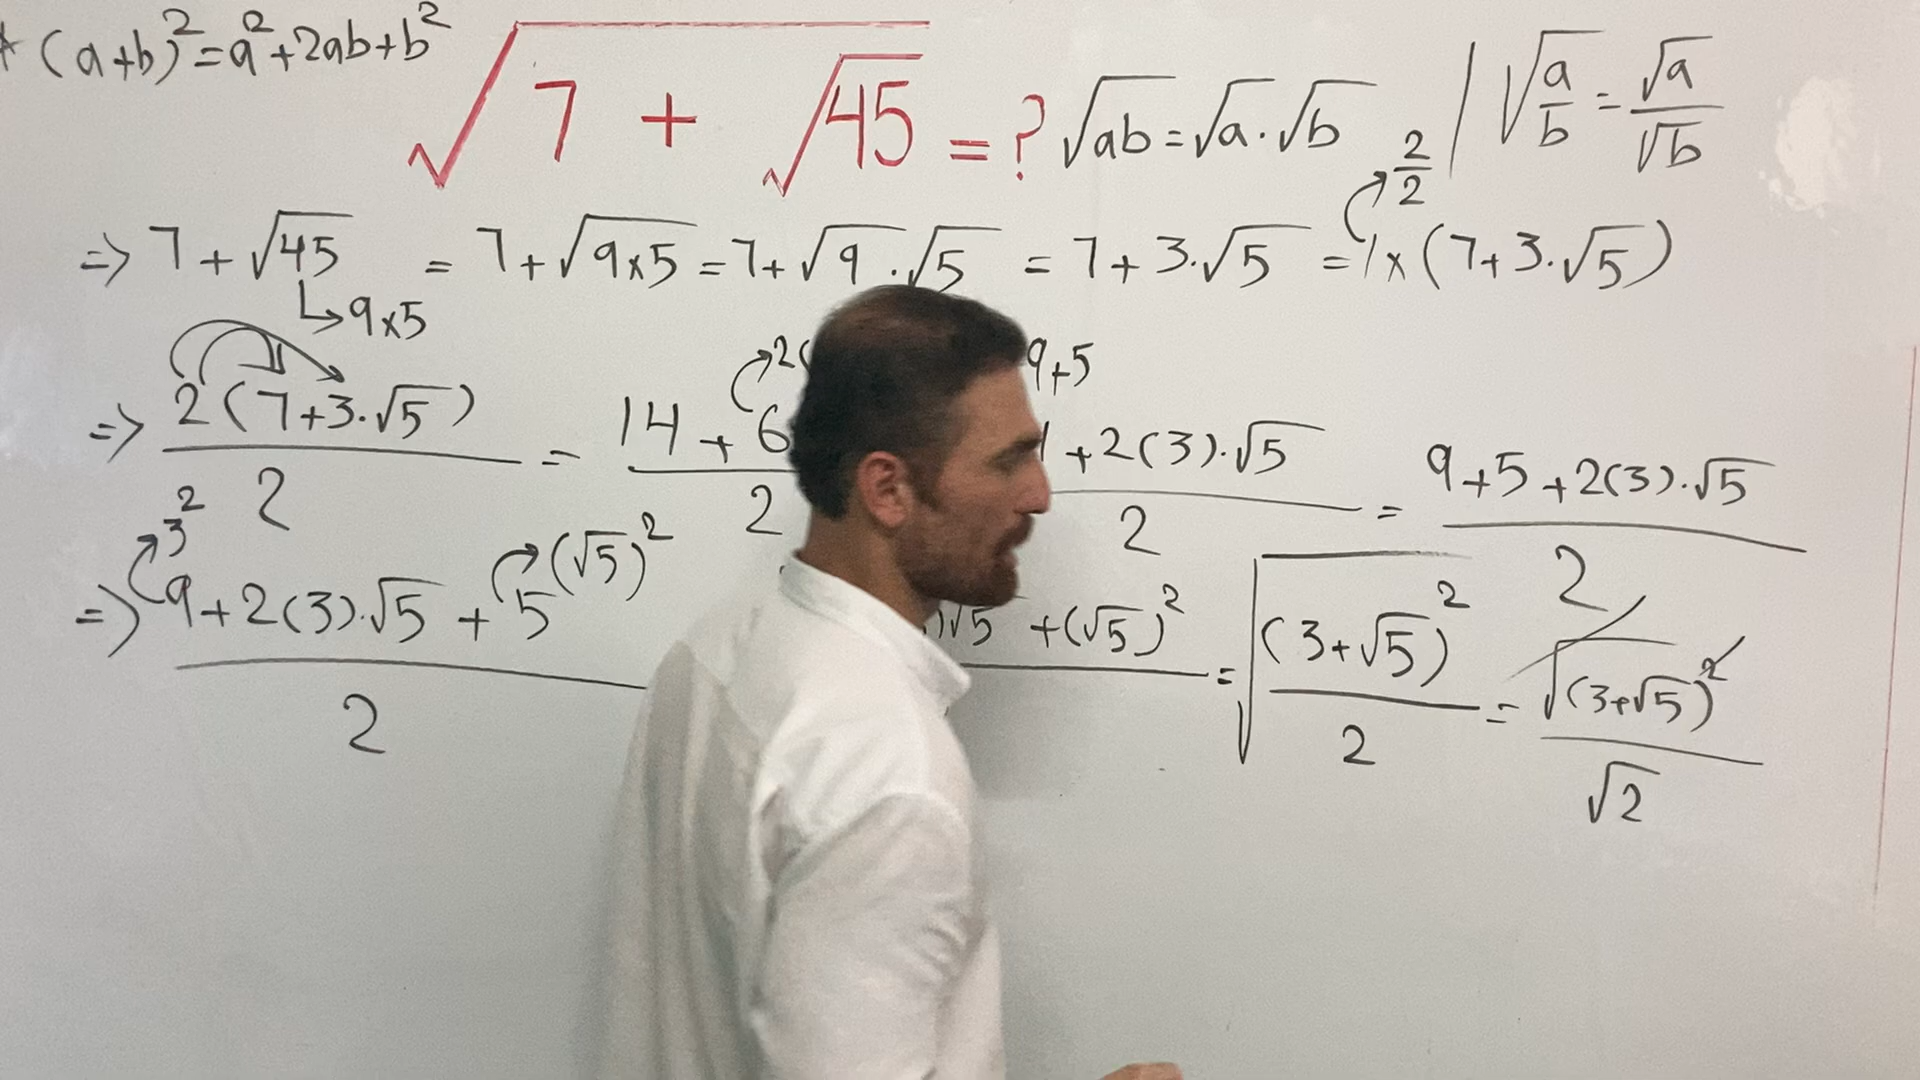 (a+b)²=a²+2ab+b²
√(7 + √45) = ? √ab=√a.√b | √(a/b) = √a/√b
2/2
=> 7+√45 = 7+√9x5 = 7+√9.√5 = 7+3.√5 = 1x(7+3.√5)
↳9x5
2( 9+5
=> 2(7+3.√5)/2 = 14+6 /2 +2(3).√5/2 = 9+5+2(3).√5/2
3² (√5)²
=> 9+2(3).√5+5/2 )√5+(√5)² = √((3+√5)²/2) = √(3+√5)²/√2